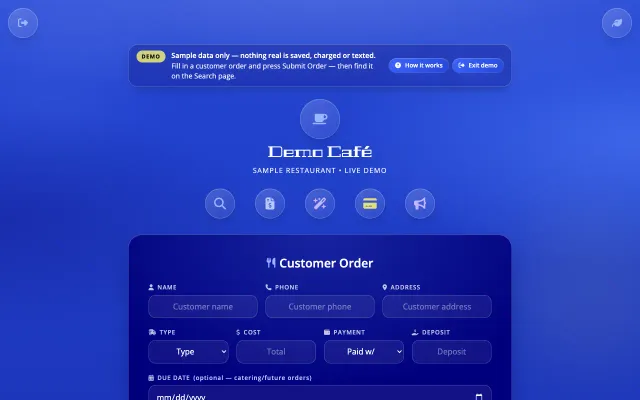 DEMO
Sample data only — nothing real is saved, charged or texted.
Fill in a customer order and press Submit Order — then find it
on the Search page.
How it works
Exit demo
Demo Café
SAMPLE RESTAURANT • LIVE DEMO
Customer Order
NAME
PHONE
ADDRESS
Customer name
Customer phone
Customer address
TYPE
COST
PAYMENT
DEPOSIT
Type
Total
Paid w/
Deposit
DUE DATE (optional — catering/future orders)
mm/dd/yyyy